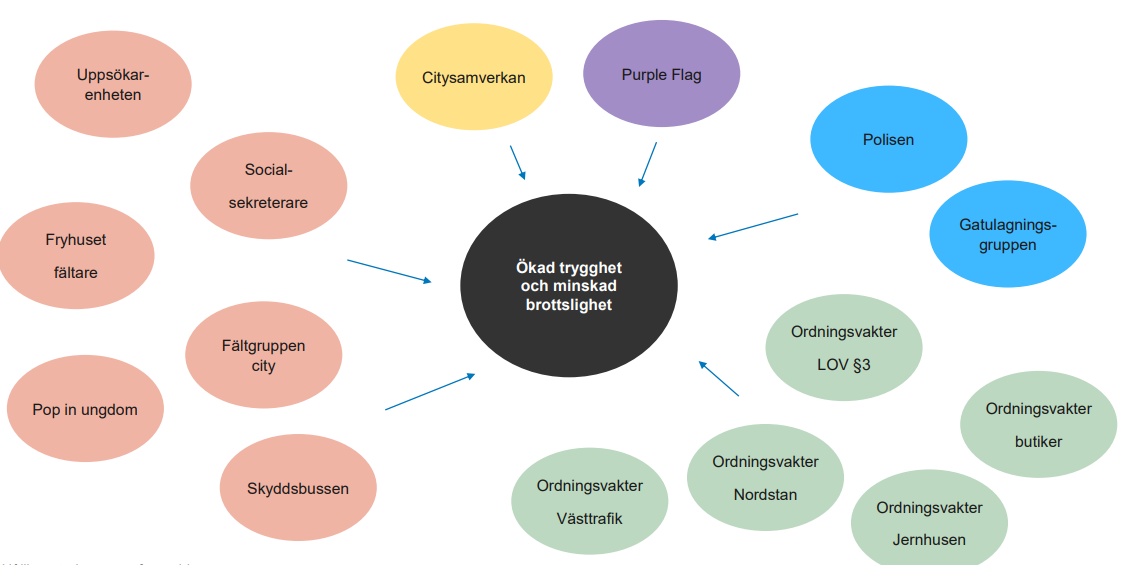 Uppsökar-
enheten
Citysamverkan
Purple Flag
Polisen
Social-
sekreterare
Fryhuset
fältare
Gatulagnings-
gruppen
Ökad trygghet
och minskad
brottslighet
Fältgruppen
city
Ordningsvakter
LOV §3
Pop in ungdom
Ordningsvakter
butiker
Skyddsbussen
Ordningsvakter
Västtrafik
Ordningsvakter
Nordstan
Ordningsvakter
Jernhusen